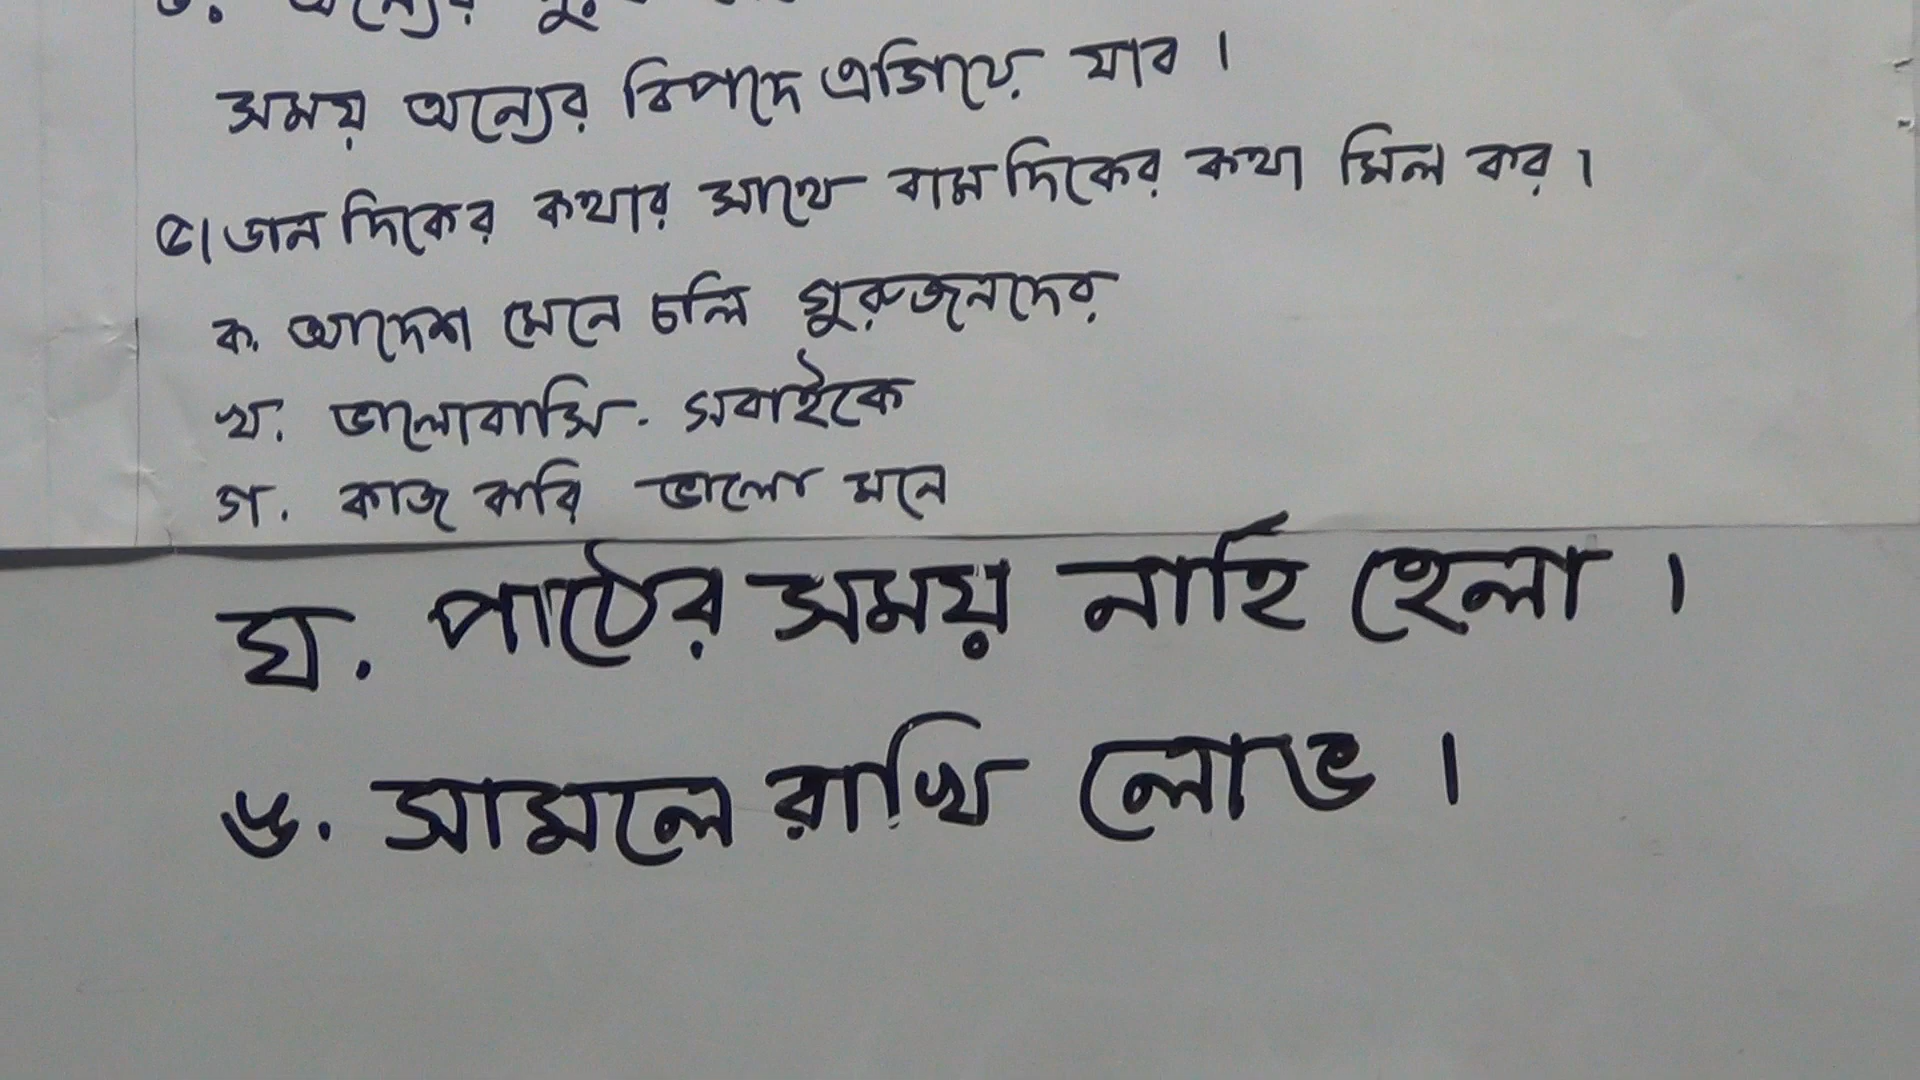 সময় অন্যের বিপদে এগিয়ে যাব ।
৫। ডান দিকের কথার সাথে বাম দিকের কথা মিল কর ।
ক. আদেশ মেনে চলি গুরুজনদের
খ. ভালোবাসি - সবাইকে
গ. কাজ করি ভালো মনে
ঘ. পাঠের সময় নাহি হেলা ।
ঙ. সামলে রাখি লোভ ।